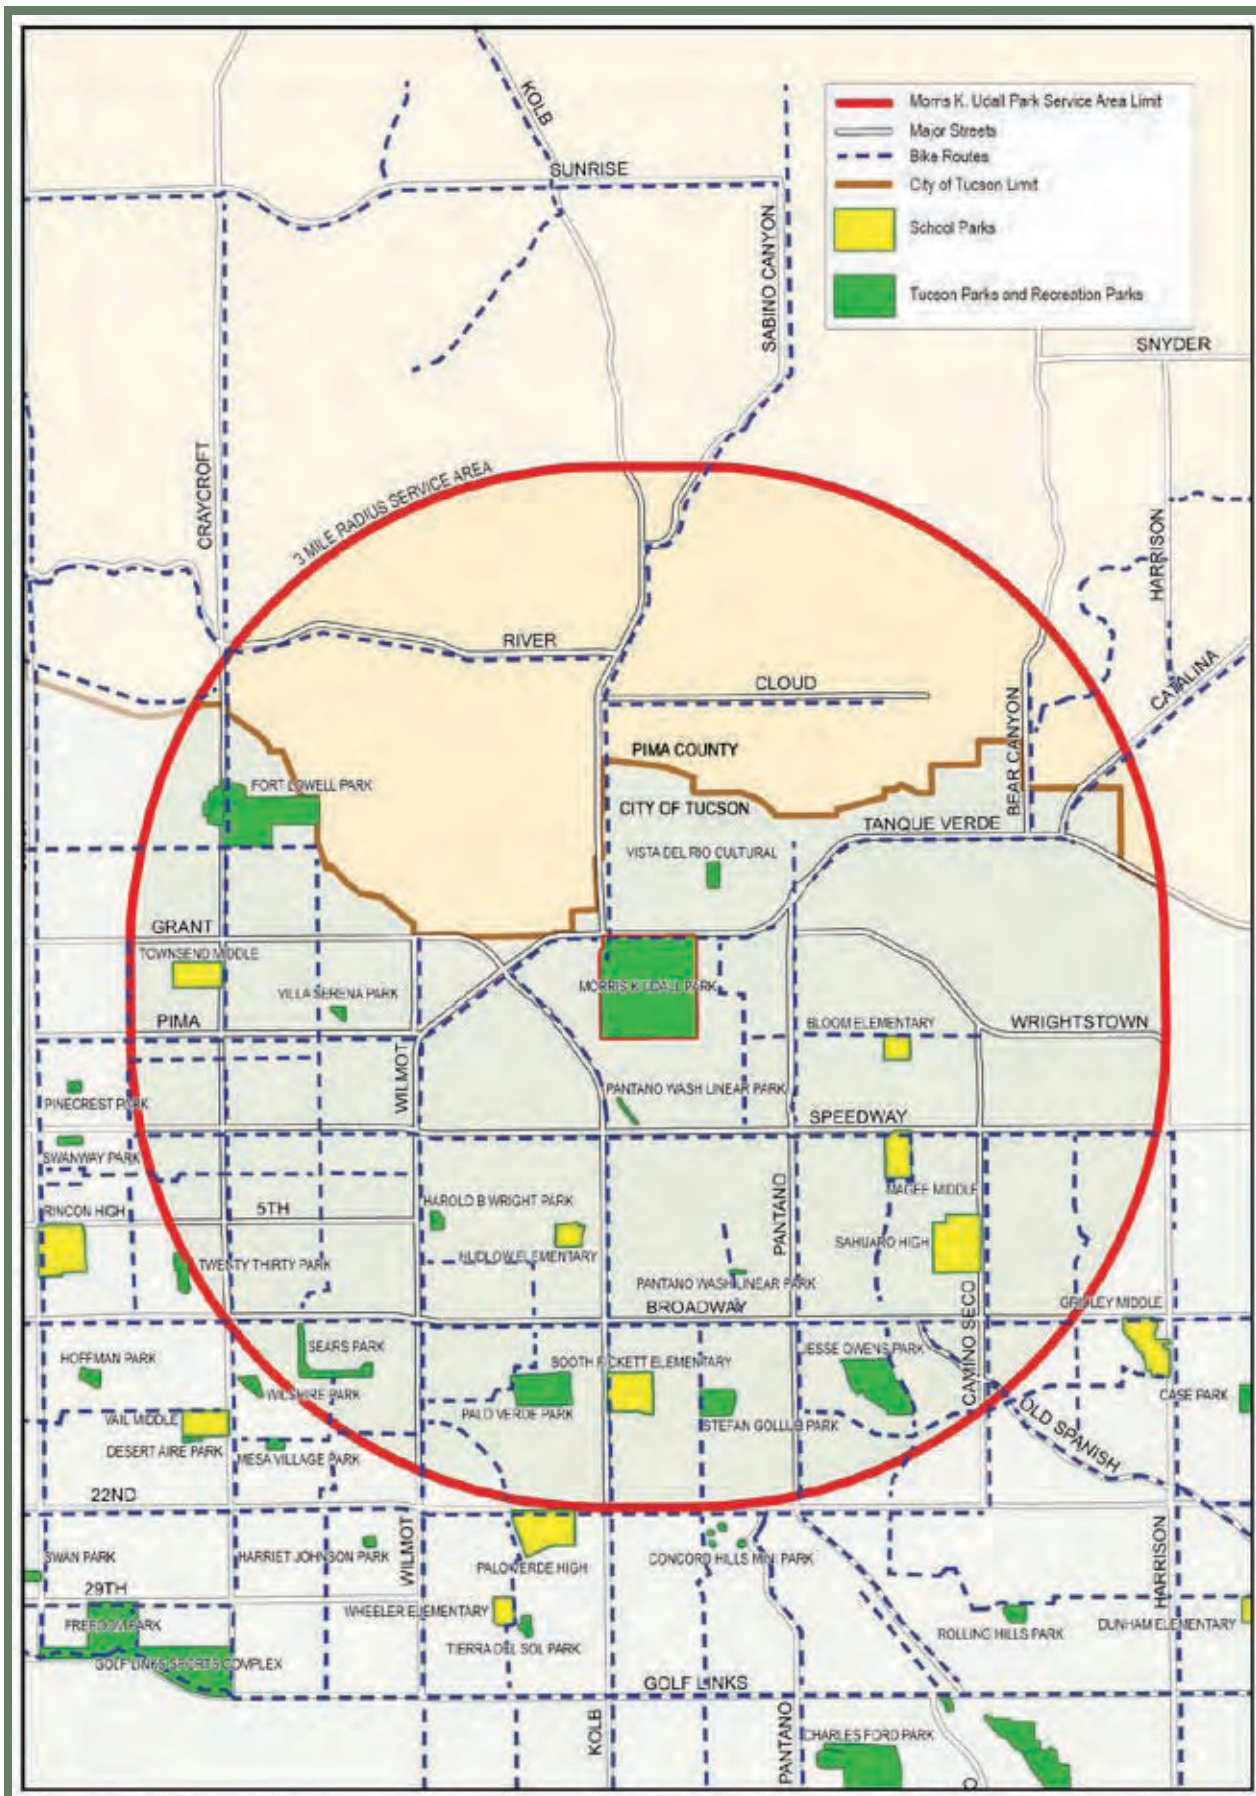 KOLB
Morris K. Udall Park Service Area Limit
Major Streets
Bike Routes
City of Tucson Limit
School Parks
Tucson Parks and Recreation Parks
SUNRISE
SABINO CANYON
SNYDER
CRAYCROFT
3 MILE RADIUS SERVICE AREA
HARRISON
RIVER
CLOUD
CATALINA
BEAR CANYON
PIMA COUNTY
FORT LOWELL PARK
CITY OF TUCSON
TANQUE VERDE
VISTA DEL RIO CULTURAL
GRANT
TOWNSEND MIDDLE
VILLA SERENA PARK
MORRIS K UDALL PARK
PIMA
BLOOM ELEMENTARY
WRIGHTSTOWN
WILMOT
PINECREST PARK
PANTANO WASH LINEAR PARK
SPEEDWAY
SWANWAY PARK
MAGEE MIDDLE
RINCON HIGH
5TH
HAROLD B WRIGHT PARK
PANTANO
SAHUARO HIGH
HUDLOW ELEMENTARY
TWENTY THIRTY PARK
PANTANO WASH LINEAR PARK
BROADWAY
CAMINO SECO
GRIDLEY MIDDLE
HOFFMAN PARK
SEARS PARK
BOOTH FICKETT ELEMENTARY
JESSE OWENS PARK
WILSHIRE PARK
CASE PARK
VAIL MIDDLE
PALO VERDE PARK
STEFAN GOLLUB PARK
OLD SPANISH
DESERT AIRE PARK
MESA VILLAGE PARK
22ND
SWAN PARK
HARRIET JOHNSON PARK
WILMOT
PALO VERDE HIGH
CONCORD HILLS MINI PARK
HARRISON
29TH
WHEELER ELEMENTARY
FREEDOM PARK
TIERRA DEL SOL PARK
ROLLING HILLS PARK
DUNHAM ELEMENTARY
GOLF LINKS SPORTS COMPLEX
GOLF LINKS
KOLB
PANTANO
CHARLES FORD PARK